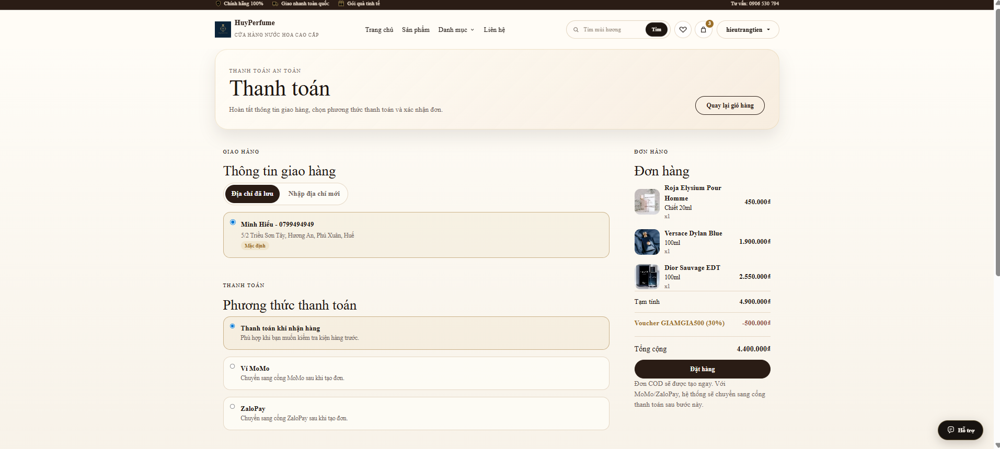 Chính hãng 100%
Giao nhanh toàn quốc
Gói quà tinh tế
Tư vấn: 0906 530 794
HuyPerfume
CỬA HÀNG NƯỚC HOA CAO CẤP
Trang chủ
Sản phẩm
Danh mục
Liên hệ
Tìm mùi hương
Tìm
3
hieutrangtien
THANH TOÁN AN TOÀN
Thanh toán
Hoàn tất thông tin giao hàng, chọn phương thức thanh toán và xác nhận đơn.
Quay lại giỏ hàng
GIAO HÀNG
Thông tin giao hàng
Địa chỉ đã lưu
Nhập địa chỉ mới
Minh Hiếu - 0799494949
5/2 Triều Sơn Tây, Hương An, Phú Xuân, Huế
Mặc định
THANH TOÁN
Phương thức thanh toán
Thanh toán khi nhận hàng
Phù hợp khi bạn muốn kiểm tra kiện hàng trước.
Ví MoMo
Chuyển sang cổng MoMo sau khi tạo đơn.
ZaloPay
Chuyển sang cổng ZaloPay sau khi tạo đơn.
ĐƠN HÀNG
Đơn hàng
Roja Elysium Pour
Homme
Chiết 20ml
x1
450.000₫
Versace Dylan Blue
100ml
x1
1.900.000₫
Dior Sauvage EDT
100ml
x1
2.550.000₫
Tạm tính 4.900.000₫
Voucher GIAMGIA500 (30%) -500.000₫
Tổng cộng 4.400.000₫
Đặt hàng
Đơn COD sẽ được tạo ngay. Với
MoMo/ZaloPay, hệ thống sẽ chuyển sang cổng
thanh toán sau bước này.
Hỗ trợ